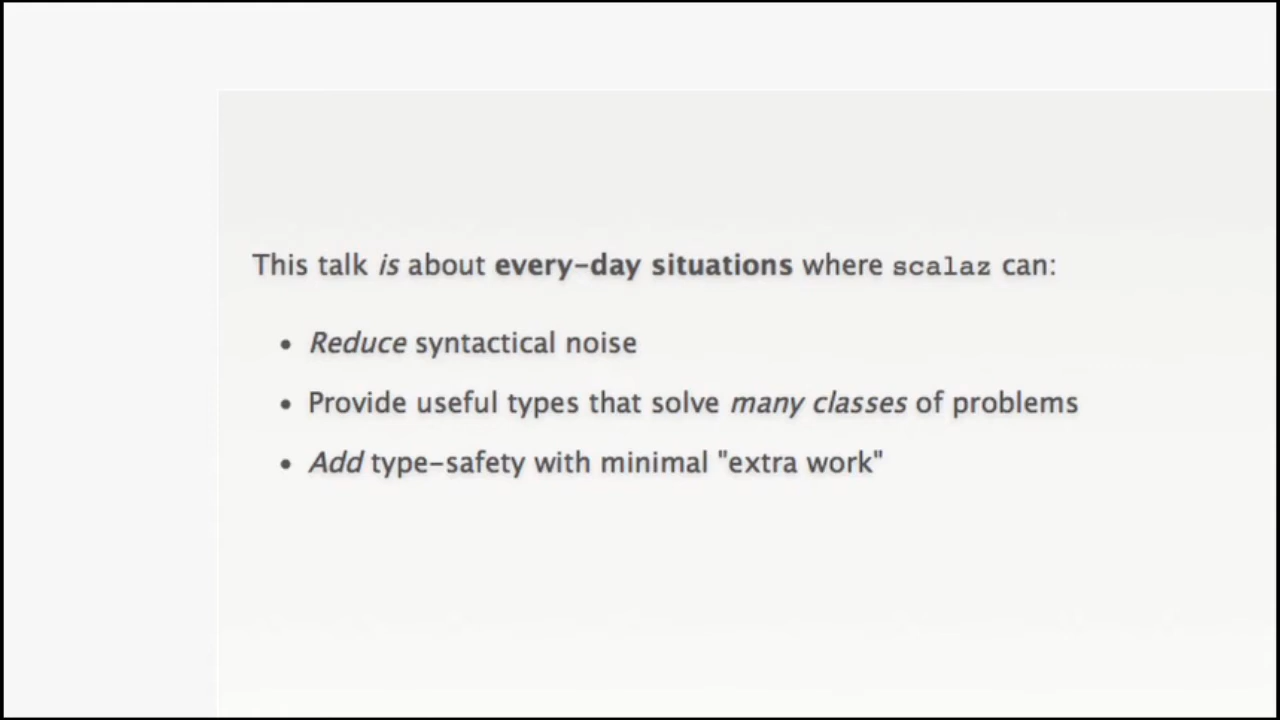 This talk is about every-day situations where scalaz can:
• Reduce syntactical noise
• Provide useful types that solve many classes of problems
• Add type-safety with minimal "extra work"